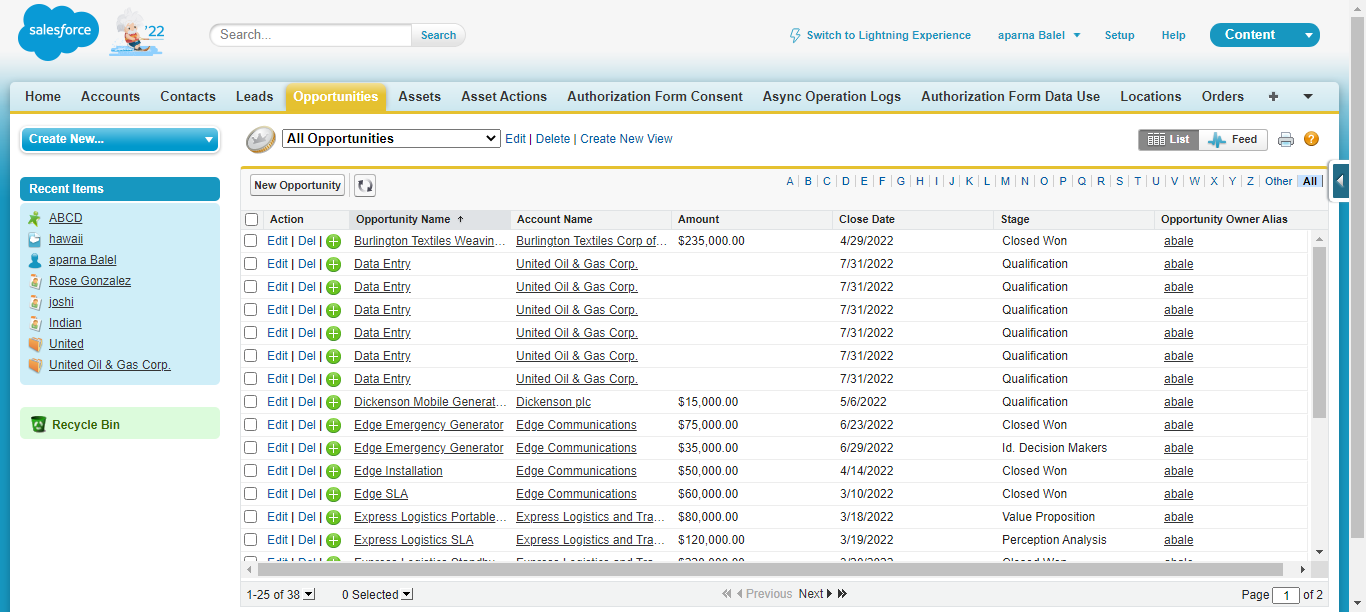 salesforce '22 Search... Search Switch to Lightning Experience aparna Balel Setup Help Content
Home Accounts Contacts Leads Opportunities Assets Asset Actions Authorization Form Consent Async Operation Logs Authorization Form Data Use Locations Orders +
Create New...
Recent Items
ABCD
hawaii
aparna Balel
Rose Gonzalez
joshi
Indian
United
United Oil & Gas Corp.
Recycle Bin
All Opportunities Edit | Delete | Create New View List Feed ?
New Opportunity A | B | C | D | E | F | G | H | I | J | K | L | M | N | O | P | Q | R | S | T | U | V | W | X | Y | Z | Other | All |
Action Opportunity Name ↑ Account Name Amount Close Date Stage Opportunity Owner Alias
Edit | Del | Burlington Textiles Weavin... Burlington Textiles Corp of... $235,000.00 4/29/2022 Closed Won abale
Edit | Del | Data Entry United Oil & Gas Corp. 7/31/2022 Qualification abale
Edit | Del | Data Entry United Oil & Gas Corp. 7/31/2022 Qualification abale
Edit | Del | Data Entry United Oil & Gas Corp. 7/31/2022 Qualification abale
Edit | Del | Data Entry United Oil & Gas Corp. 7/31/2022 Qualification abale
Edit | Del | Data Entry United Oil & Gas Corp. 7/31/2022 Qualification abale
Edit | Del | Data Entry United Oil & Gas Corp. 7/31/2022 Qualification abale
Edit | Del | Dickenson Mobile Generat... Dickenson plc $15,000.00 5/6/2022 Qualification abale
Edit | Del | Edge Emergency Generator Edge Communications $75,000.00 6/23/2022 Closed Won abale
Edit | Del | Edge Emergency Generator Edge Communications $35,000.00 6/29/2022 Id. Decision Makers abale
Edit | Del | Edge Installation Edge Communications $50,000.00 4/14/2022 Closed Won abale
Edit | Del | Edge SLA Edge Communications $60,000.00 3/10/2022 Closed Won abale
Edit | Del | Express Logistics Portable... Express Logistics and Tra... $80,000.00 3/18/2022 Value Proposition abale
Edit | Del | Express Logistics SLA Express Logistics and Tra... $120,000.00 3/19/2022 Perception Analysis abale
1-25 of 38 0 Selected Previous Next Page 1 of 2